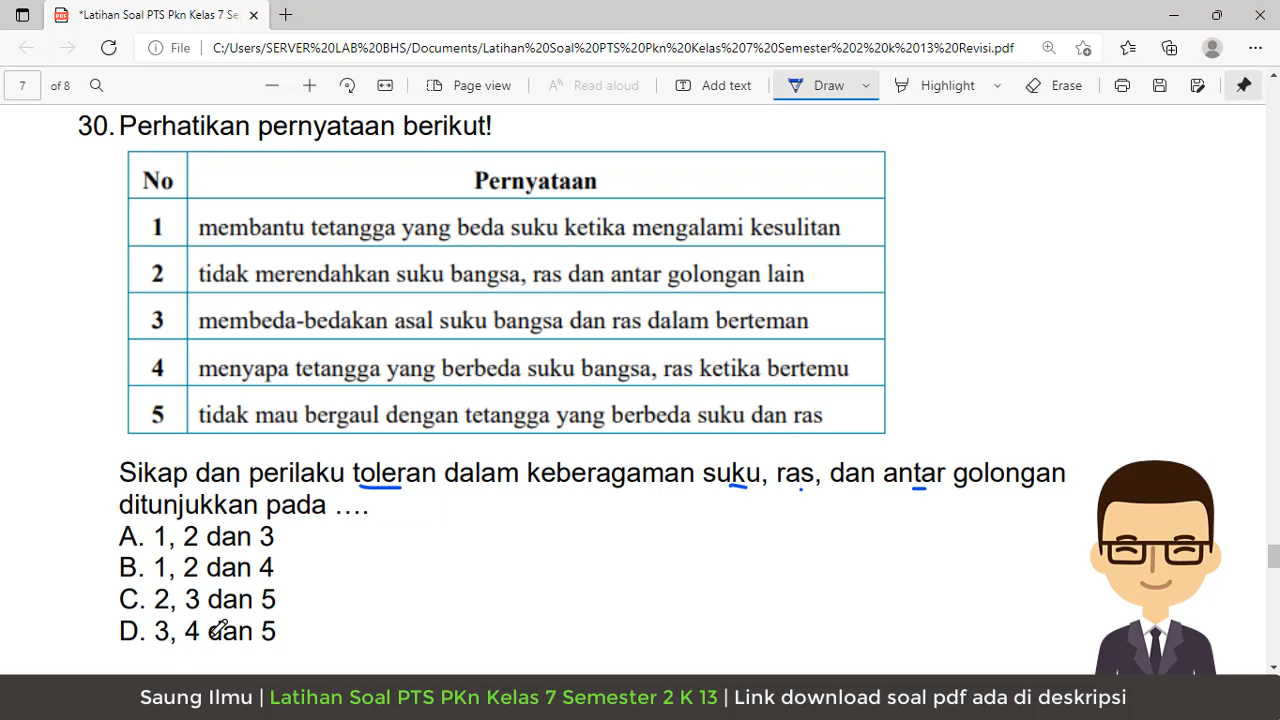 *Latihan Soal PTS Pkn Kelas 7 Se
File C:/Users/SERVER%20LAB%20BHS/Documents/Latihan%20Soal%20PTS%20Pkn%20Kelas%207%20Semester%202%20k%2013%20Revisi.pdf
7 of 8 Page view Read aloud Add text Draw Highlight Erase
30. Perhatikan pernyataan berikut!
No Pernyataan
1 membantu tetangga yang beda suku ketika mengalami kesulitan
2 tidak merendahkan suku bangsa, ras dan antar golongan lain
3 membeda-bedakan asal suku bangsa dan ras dalam berteman
4 menyapa tetangga yang berbeda suku bangsa, ras ketika bertemu
5 tidak mau bergaul dengan tetangga yang berbeda suku dan ras
Sikap dan perilaku toleran dalam keberagaman suku, ras, dan antar golongan
ditunjukkan pada ….
A. 1, 2 dan 3
B. 1, 2 dan 4
C. 2, 3 dan 5
D. 3, 4 dan 5
Saung Ilmu | Latihan Soal PTS PKn Kelas 7 Semester 2 K 13 | Link download soal pdf ada di deskripsi